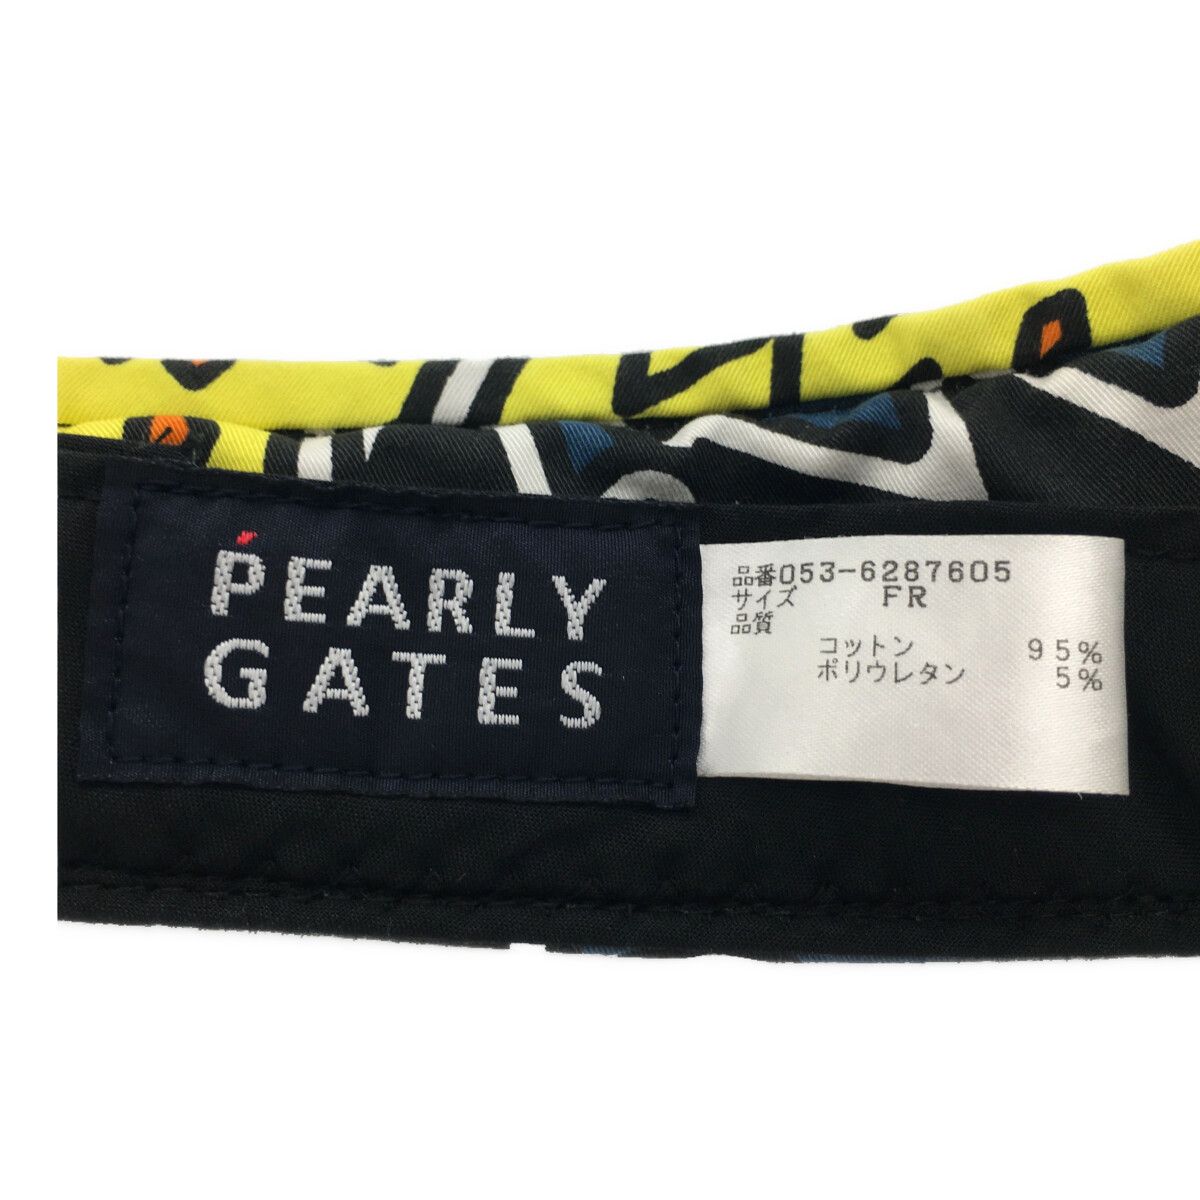 PEARLY
GATES
品番053-6287605
サイズ FR
品質
コットン 95%
ポリウレタン 5%